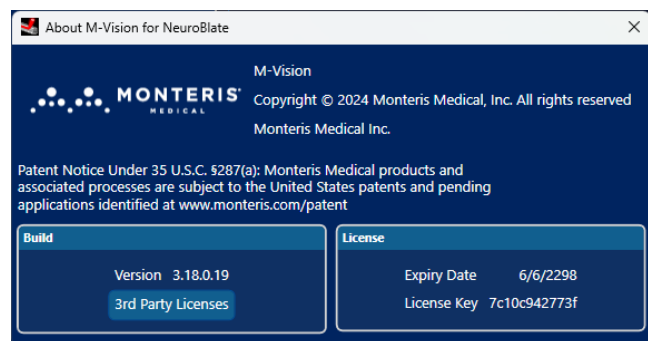 About M-Vision for NeuroBlate
MONTERIS
MEDICAL
M-Vision
Copyright © 2024 Monteris Medical, Inc. All rights reserved
Monteris Medical Inc.
Patent Notice Under 35 U.S.C. §287(a): Monteris Medical products and
associated processes are subject to the United States patents and pending
applications identified at www.monteris.com/patent
Build
Version 3.18.0.19
3rd Party Licenses
License
Expiry Date 6/6/2298
License Key 7c10c942773f